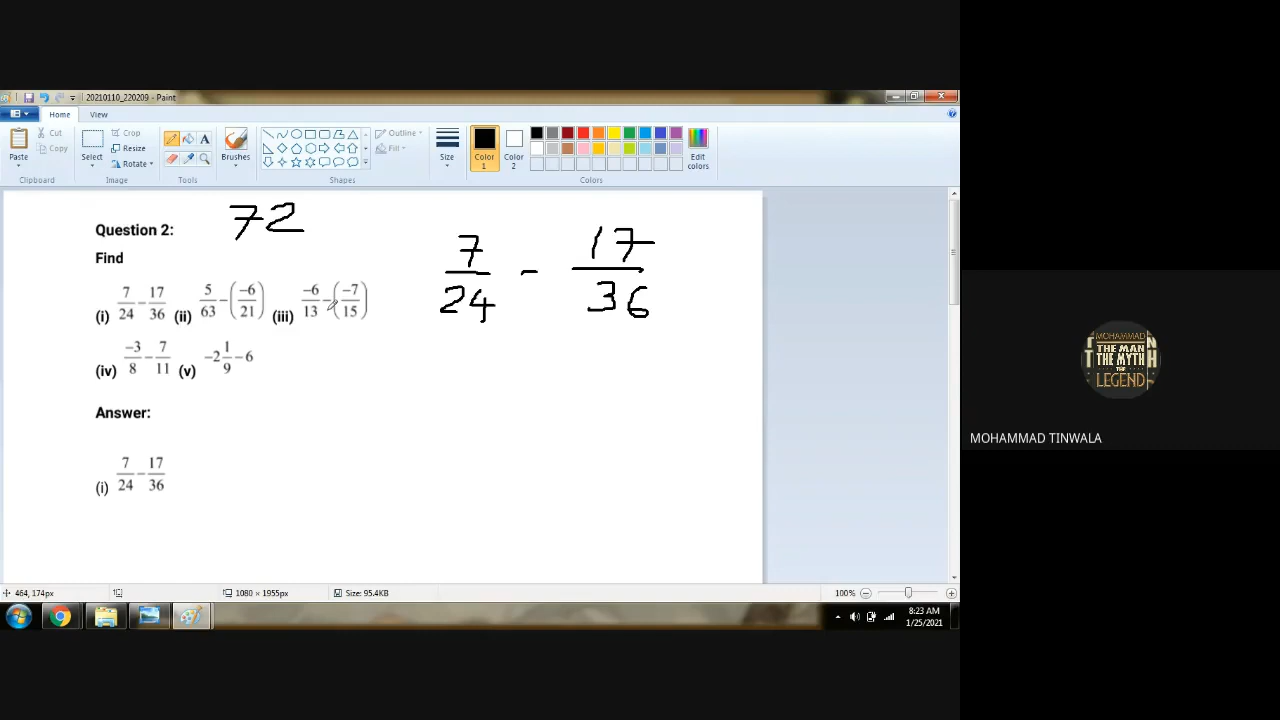 20210110_220209 - Paint
Home View
Paste
Cut
Copy
Clipboard
Select
Crop
Resize
Rotate
Image
A
Tools
Brushes
Outline
Fill
Shapes
Size
Color 1
Color 2
Edit colors
Colors
Question 2: 72
Find
(i) 7/24 − 17/36 (ii) 5/63 − (−6/21) (iii) −6/13 − (−7/15)
(iv) −3/8 − 7/11 (v) −2 1/9 − 6
7/24 - 17/36
Answer:
(i) 7/24 − 17/36
464, 174px
1080 × 1955px
Size: 95.4KB
100%
8:23 AM
1/25/2021
MOHAMMAD
THE MAN
THE MYTH
THE
LEGEND
MOHAMMAD TINWALA